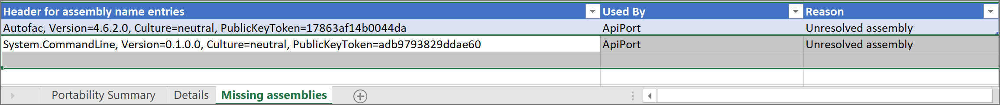 Header for assembly name entries Used By Reason
Autofac, Version=4.6.2.0, Culture=neutral, PublicKeyToken=17863af14b0044da ApiPort Unresolved assembly
System.CommandLine, Version=0.1.0.0, Culture=neutral, PublicKeyToken=adb9793829ddae60 ApiPort Unresolved assembly
Portability Summary Details Missing assemblies